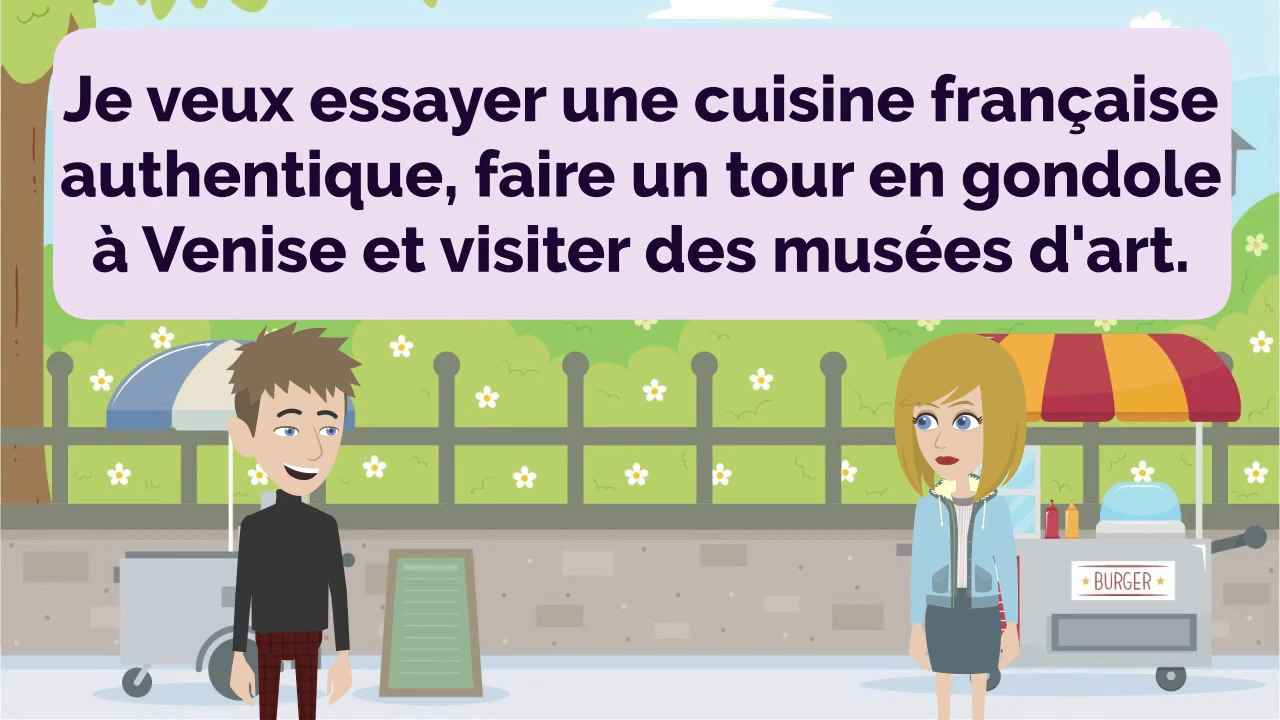 Je veux essayer une cuisine française
authentique, faire un tour en gondole
à Venise et visiter des musées d'art.
BURGER